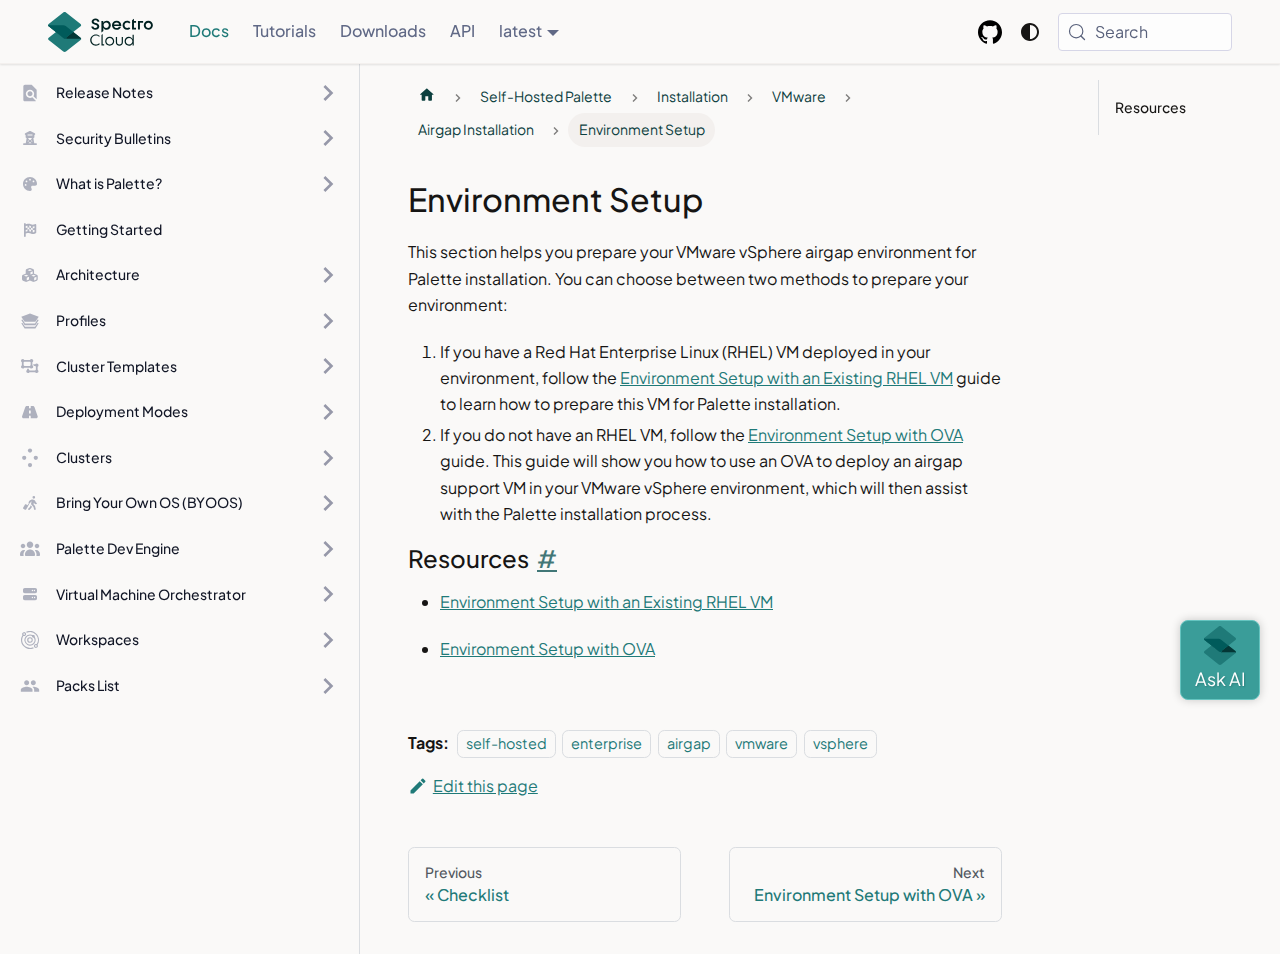 Spectro Cloud
Docs
Tutorials
Downloads
API
latest
Search
Release Notes
Security Bulletins
What is Palette?
Getting Started
Architecture
Profiles
Cluster Templates
Deployment Modes
Clusters
Bring Your Own OS (BYOOS)
Palette Dev Engine
Virtual Machine Orchestrator
Workspaces
Packs List
Self-Hosted Palette
Installation
VMware
Airgap Installation
Environment Setup
Environment Setup
This section helps you prepare your VMware vSphere airgap environment for
Palette installation. You can choose between two methods to prepare your
environment:
1. If you have a Red Hat Enterprise Linux (RHEL) VM deployed in your
environment, follow the Environment Setup with an Existing RHEL VM guide
to learn how to prepare this VM for Palette installation.
2. If you do not have an RHEL VM, follow the Environment Setup with OVA
guide. This guide will show you how to use an OVA to deploy an airgap
support VM in your VMware vSphere environment, which will then assist
with the Palette installation process.
Resources #
Environment Setup with an Existing RHEL VM
Environment Setup with OVA
Tags: self-hosted enterprise airgap vmware vsphere
Edit this page
Previous
« Checklist
Next
Environment Setup with OVA »
Resources
Ask AI